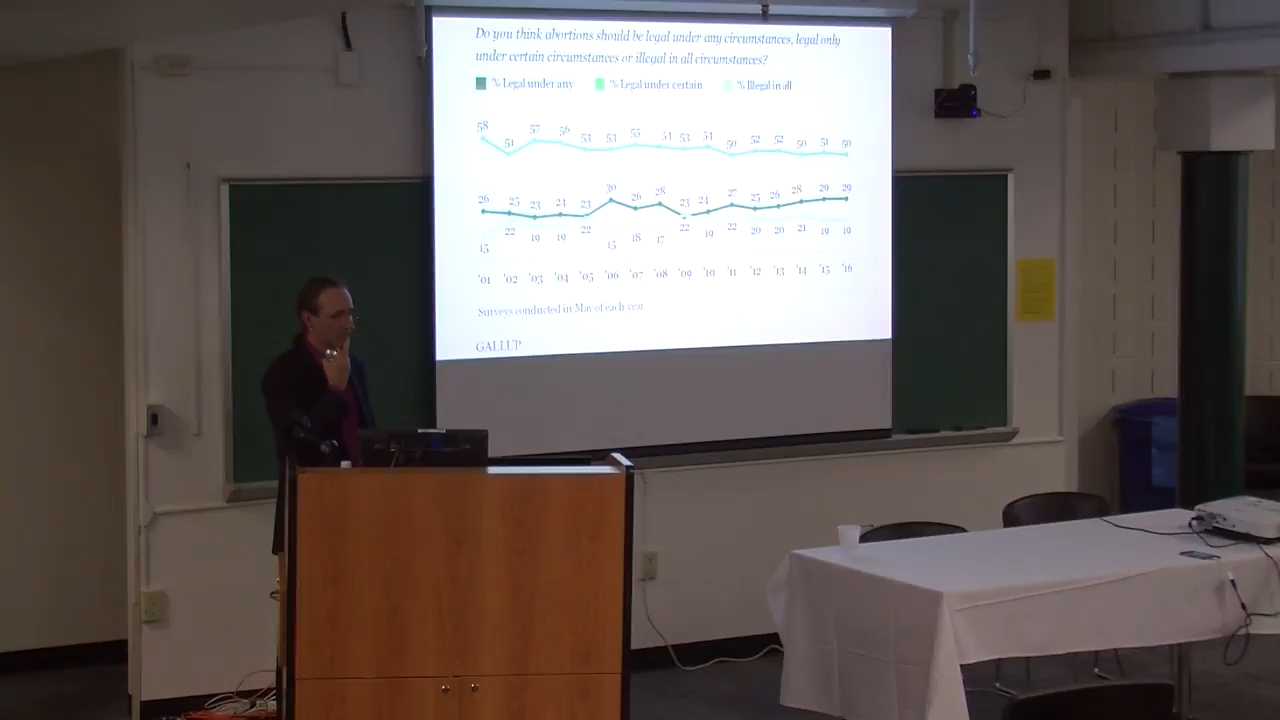 Do you think abortions should be legal under any circumstances, legal only
under certain circumstances or illegal in all circumstances?
% Legal under any % Legal under certain % Illegal in all
58 51 57 56 53 53 55 54 53 54 50 52 52 50 51 50
26 25 23 24 23 30 26 28 23 24 27 25 26 28 29 29
15 22 19 19 22 15 18 17 22 19 22 20 20 21 19 19
'01 '02 '03 '04 '05 '06 '07 '08 '09 '10 '11 '12 '13 '14 '15 '16
Surveys conducted in May of each year
GALLUP